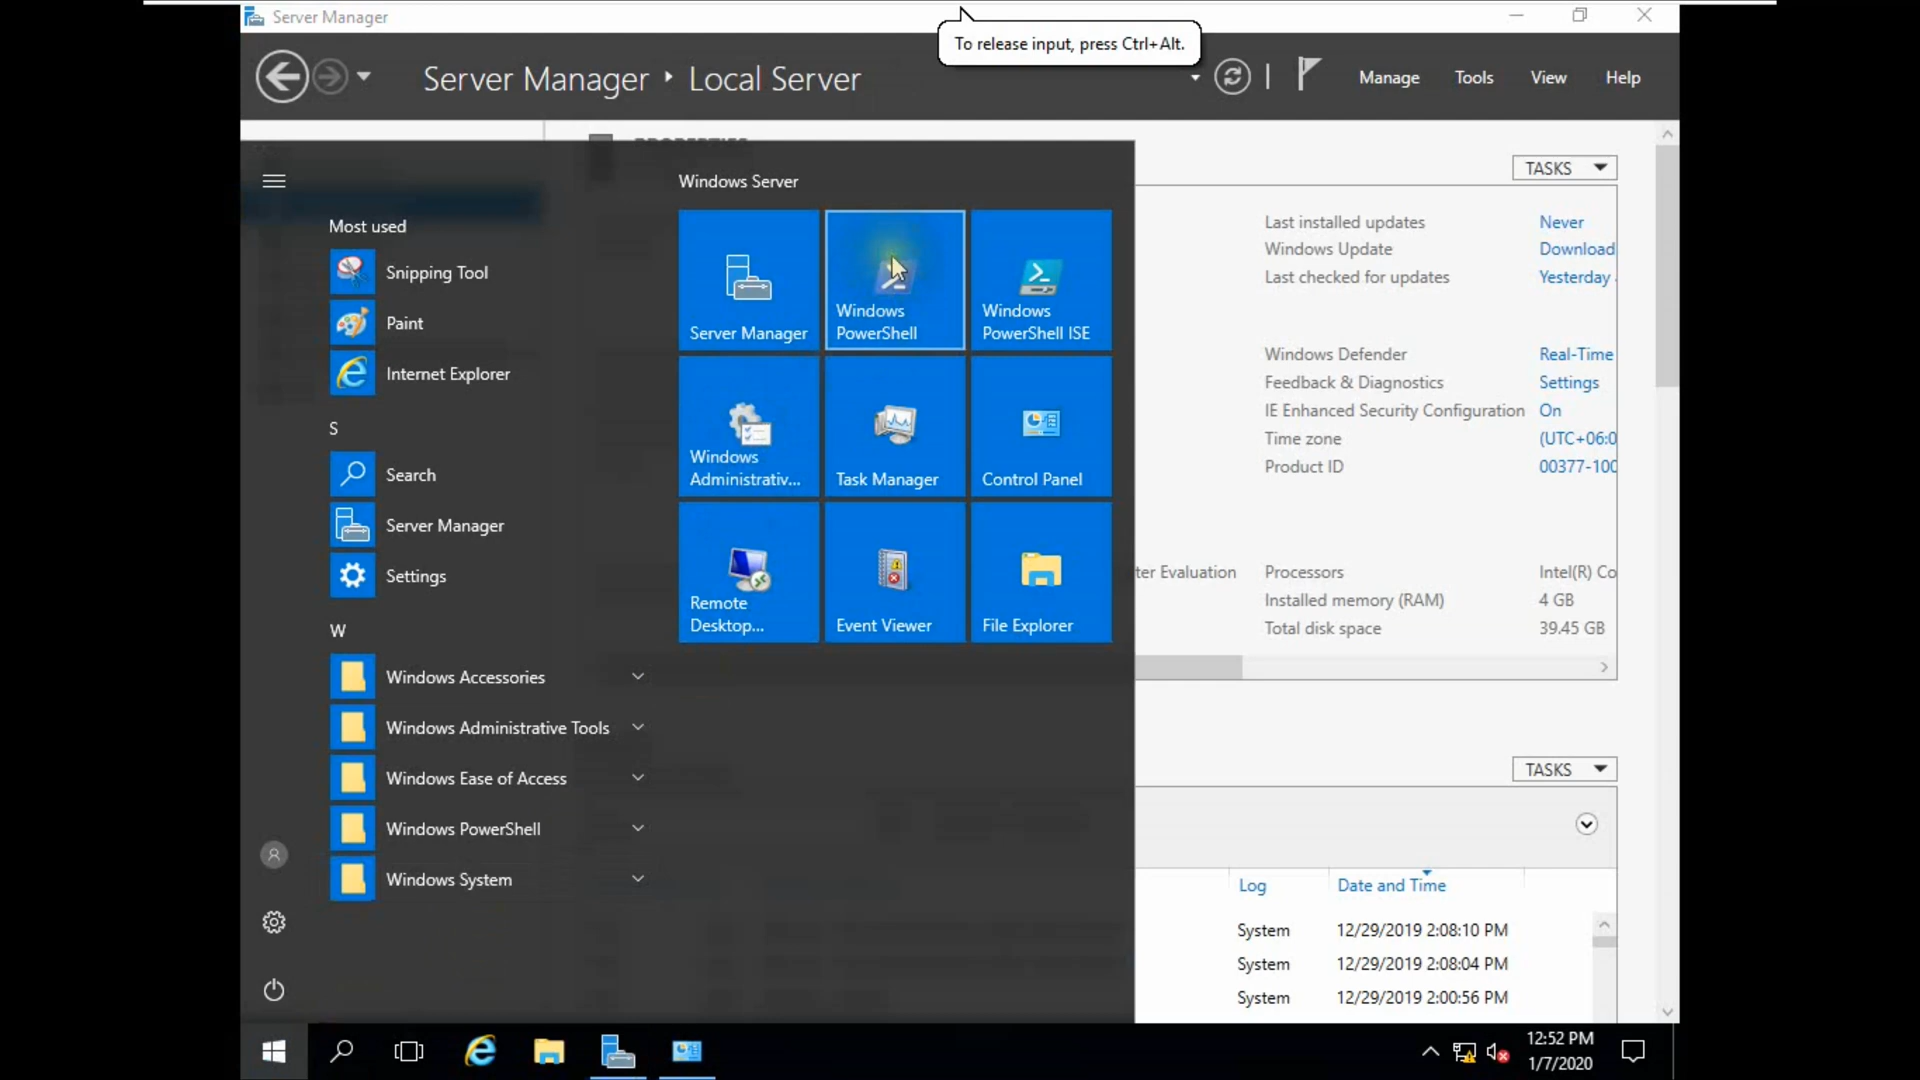 Server Manager
To release input, press Ctrl+Alt.
Server Manager ‣ Local Server
Manage
Tools
View
Help
PROPERTIES
TASKS
Windows Server
Most used
Snipping Tool
Paint
Internet Explorer
S
Search
Server Manager
Settings
W
Windows Accessories
Windows Administrative Tools
Windows Ease of Access
Windows PowerShell
Windows System
Server Manager
Windows
PowerShell
Windows
PowerShell ISE
Windows
Administrativ...
Task Manager
Control Panel
Remote
Desktop...
Event Viewer
File Explorer
Last installed updates Never
Windows Update Download
Last checked for updates Yesterday
Windows Defender Real-Time
Feedback & Diagnostics Settings
IE Enhanced Security Configuration On
Time zone (UTC+06:0
Product ID 00377-100
ter Evaluation
Processors Intel(R) Co
Installed memory (RAM) 4 GB
Total disk space 39.45 GB
TASKS
Log Date and Time
System 12/29/2019 2:08:10 PM
System 12/29/2019 2:08:04 PM
System 12/29/2019 2:00:56 PM
12:52 PM
1/7/2020